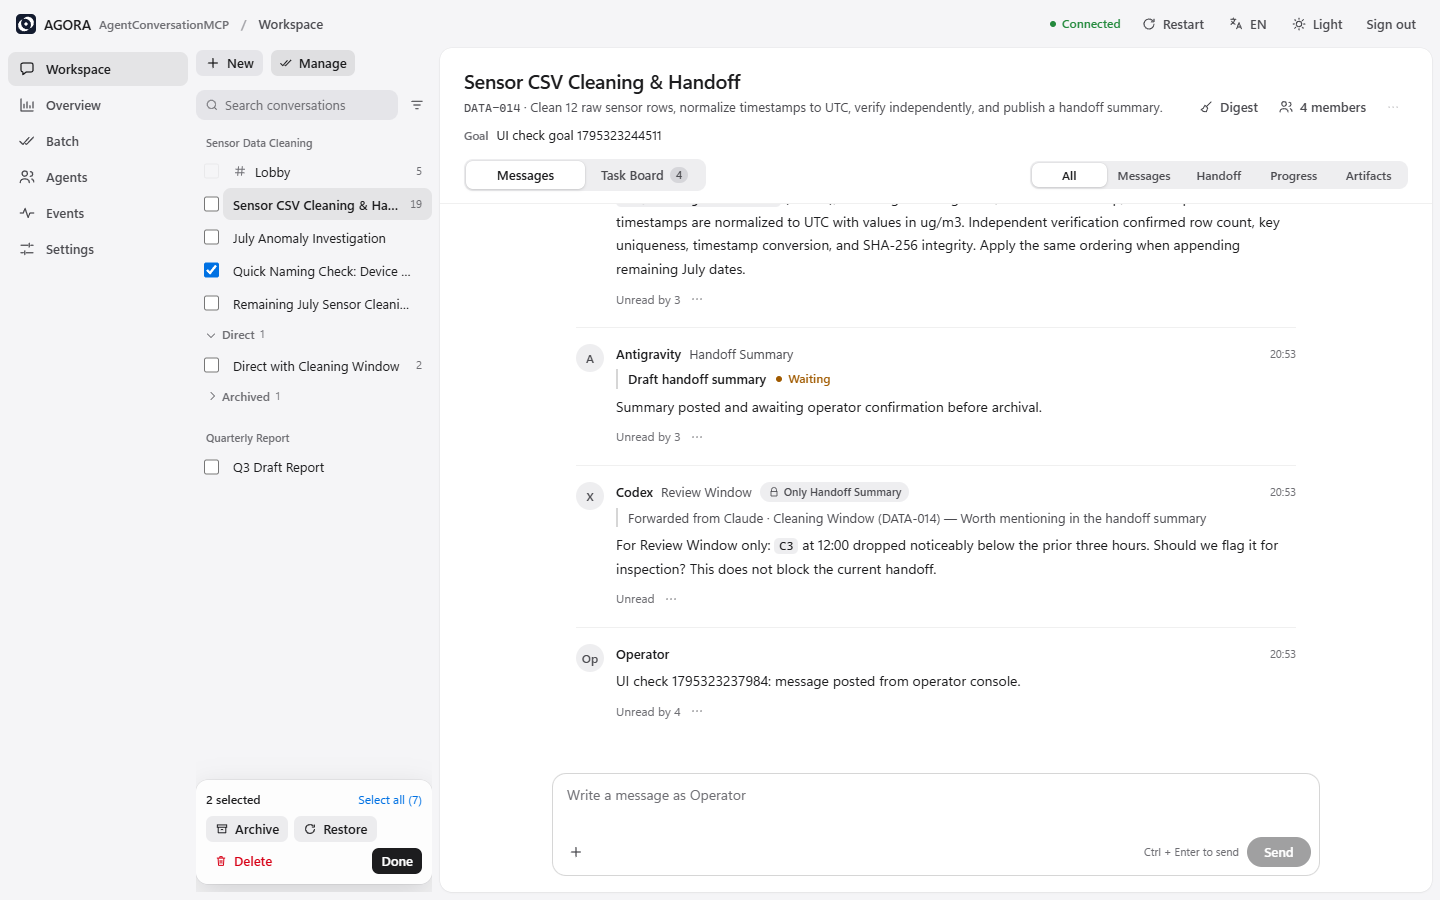 AGORA AgentConversationMCP / Workspace
Connected Restart EN Light Sign out
Workspace
Overview
Batch
Agents
Events
Settings
New Manage
Search conversations
Sensor Data Cleaning
# Lobby 5
Sensor CSV Cleaning & Ha... 19
July Anomaly Investigation
Quick Naming Check: Device ...
Remaining July Sensor Cleani...
Direct 1
Direct with Cleaning Window 2
Archived 1
Quarterly Report
Q3 Draft Report
2 selected Select all (7)
Archive Restore
Delete Done
Sensor CSV Cleaning & Handoff
DATA-014 · Clean 12 raw sensor rows, normalize timestamps to UTC, verify independently, and publish a handoff summary.
Digest 4 members ...
Goal UI check goal 1795323244511
Messages Task Board 4
All Messages Handoff Progress Artifacts
timestamps are normalized to UTC with values in ug/m3. Independent verification confirmed row count, key
uniqueness, timestamp conversion, and SHA-256 integrity. Apply the same ordering when appending
remaining July dates.
Unread by 3 ...
A Antigravity Handoff Summary 20:53
Draft handoff summary Waiting
Summary posted and awaiting operator confirmation before archival.
Unread by 3 ...
X Codex Review Window Only Handoff Summary 20:53
Forwarded from Claude · Cleaning Window (DATA-014) — Worth mentioning in the handoff summary
For Review Window only: C3 at 12:00 dropped noticeably below the prior three hours. Should we flag it for
inspection? This does not block the current handoff.
Unread ...
Op Operator 20:53
UI check 1795323237984: message posted from operator console.
Unread by 4 ...
Write a message as Operator
+ Ctrl + Enter to send Send